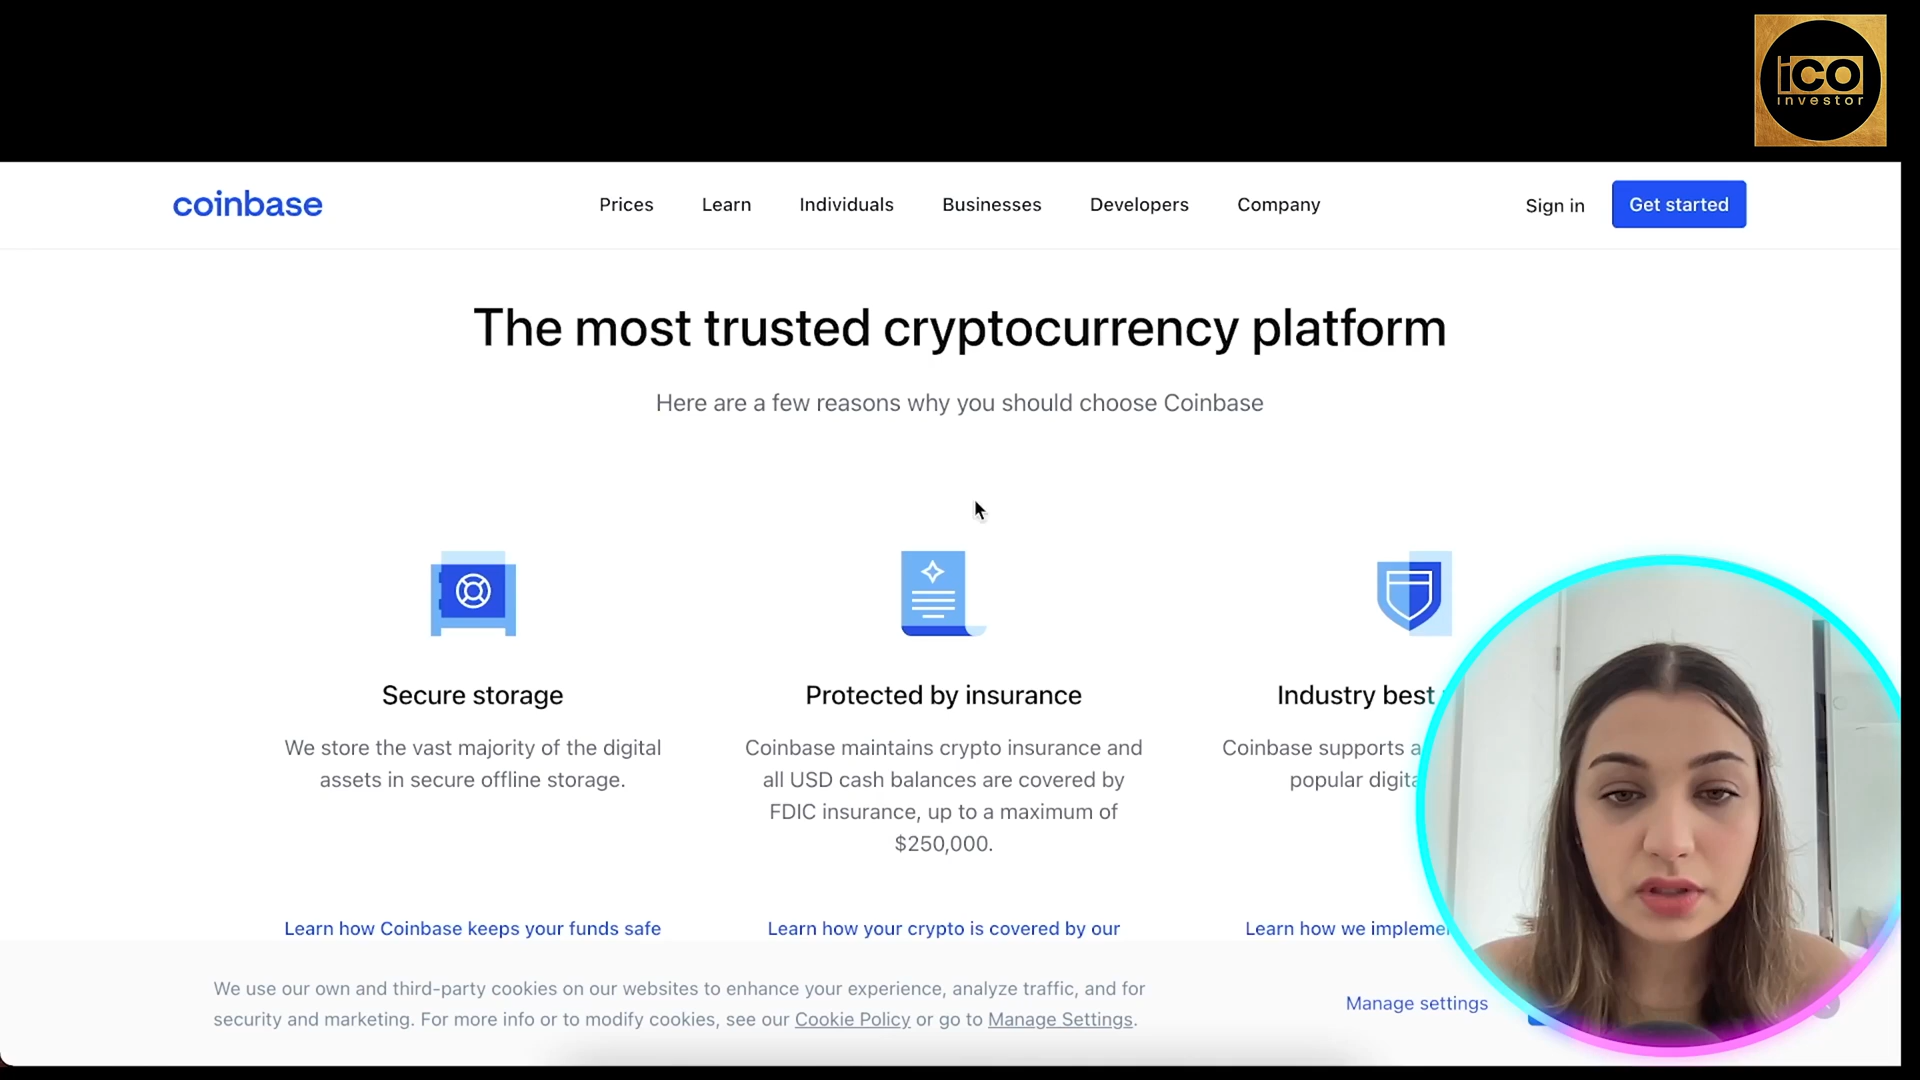 iCO
investor
coinbase
Prices
Learn
Individuals
Businesses
Developers
Company
Sign in
Get started
The most trusted cryptocurrency platform
Here are a few reasons why you should choose Coinbase
Secure storage
We store the vast majority of the digital
assets in secure offline storage.
Learn how Coinbase keeps your funds safe
Protected by insurance
Coinbase maintains crypto insurance and
all USD cash balances are covered by
FDIC insurance, up to a maximum of
$250,000.
Learn how your crypto is covered by our
Industry best
Coinbase supports a
popular
Learn how we
We use our own and third-party cookies on our websites to enhance your experience, analyze traffic, and for
security and marketing. For more info or to modify cookies, see our Cookie Policy or go to Manage Settings.
Manage settings